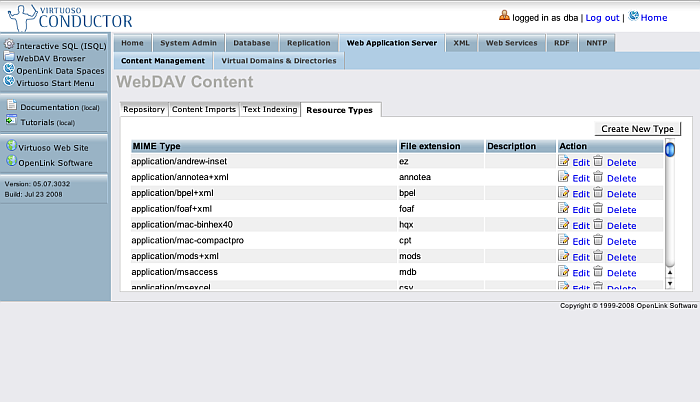 VIRTUOSO
CONDUCTOR
logged in as dba | Log out | Home
Interactive SQL (ISQL)
WebDAV Browser
OpenLink Data Spaces
Virtuoso Start Menu
Documentation (local)
Tutorials (local)
Virtuoso Web Site
OpenLink Software
Version: 05.07.3032
Build: Jul 23 2008
Home System Admin Database Replication Web Application Server XML Web Services RDF NNTP
Content Management Virtual Domains & Directories
WebDAV Content
Repository Content Imports Text Indexing Resource Types
Create New Type
MIME Type File extension Description Action
application/andrew-inset ez Edit Delete
application/annotea+xml annotea Edit Delete
application/bpel+xml bpel Edit Delete
application/foaf+xml foaf Edit Delete
application/mac-binhex40 hqx Edit Delete
application/mac-compactpro cpt Edit Delete
application/mods+xml mods Edit Delete
application/msaccess mdb Edit Delete
application/msexcel csv Edit Delete
Copyright © 1999-2008 OpenLink Software